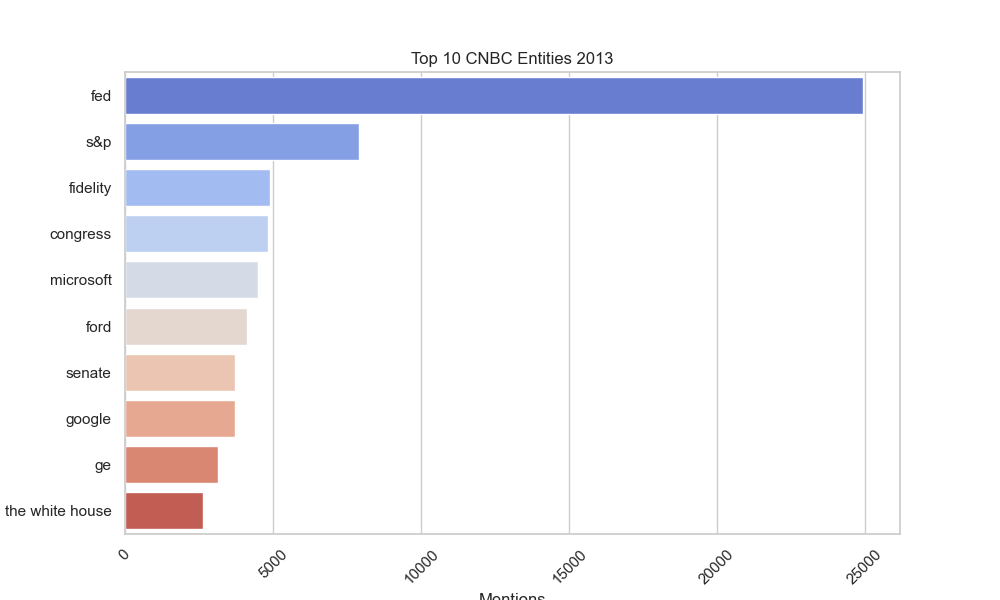 Top 10 CNBC Entities 2013
fed
s&p
fidelity
congress
microsoft
ford
senate
google
ge
the white house
0
5000
10000
15000
20000
25000
Mentions